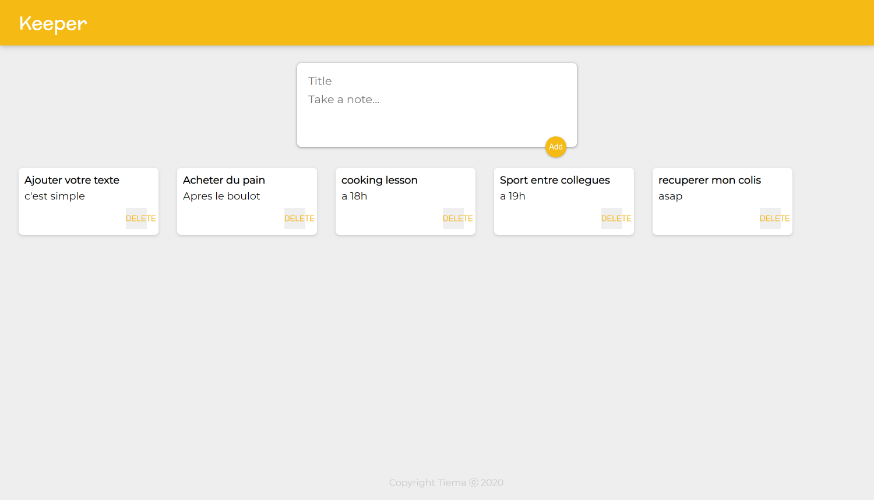 Keeper
Title
Take a note...
Add
Ajouter votre texte
c'est simple
DELETE
Acheter du pain
Apres le boulot
DELETE
cooking lesson
a 18h
DELETE
Sport entre collegues
a 19h
DELETE
recuperer mon colis
asap
DELETE
Copyright Tiema ⓒ 2020